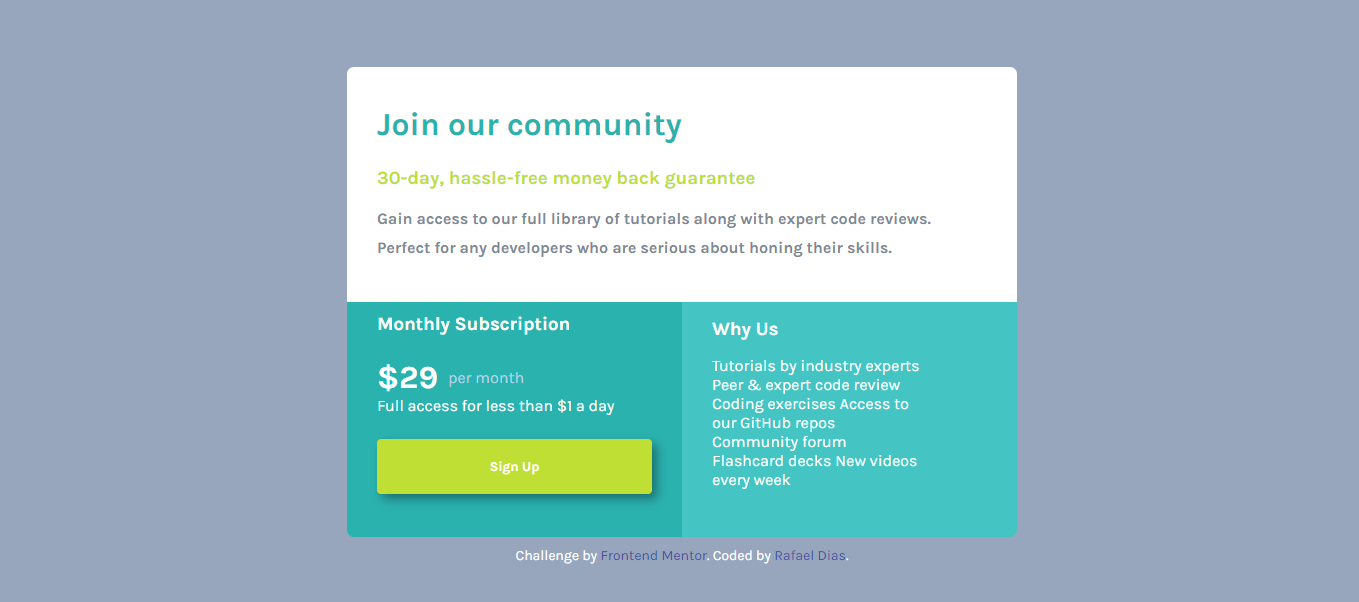 Join our community
30-day, hassle-free money back guarantee
Gain access to our full library of tutorials along with expert code reviews.
Perfect for any developers who are serious about honing their skills.
Monthly Subscription
$29 per month
Full access for less than $1 a day
Sign Up
Why Us
Tutorials by industry experts
Peer & expert code review
Coding exercises Access to
our GitHub repos
Community forum
Flashcard decks New videos
every week
Challenge by Frontend Mentor. Coded by Rafael Dias.